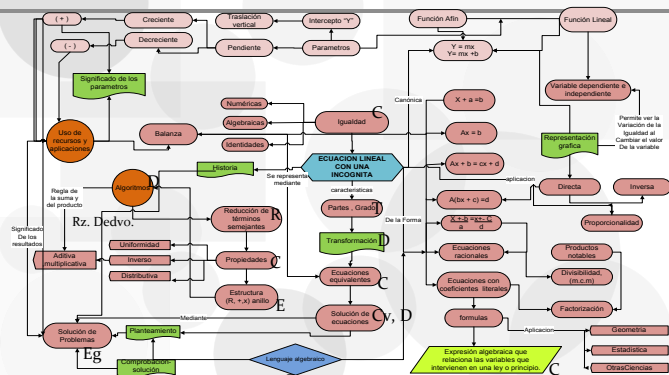 ( + )
Creciente
Traslación
vertical
Intercepto "Y"
Función Afín
Función Lineal
( - )
Decreciente
Pendiente
Parametros
Y = mx
Y= mx +b
Significado de los
parametros
Variable dependiente e
independiente
Numéricas
Canónica
X + a =b
Algebraicas
Igualdad
C
Permite ver la
Variación de la
Igualdad al
Cambiar el valor
De la variable
Uso de
recursos y
aplicaciones
Balanza
Identidades
Ax = b
Representación
grafica
Historia
ECUACION LINEAL
CON UNA
INCOGNITA
Ax + b = cx + d
Se representa
mediante
aplicacion
Regla de
la suma y
del producto
Algoritmos
D
características
A(bx + c) =d
Directa
Inversa
Partes , Grado
T
Rz. Dedvo.
Reducción de
términos
semejantes
R
De la Forma
X + b =x+- C
a
d
Proporcionalidad
Significado
De los
resultados
Transformación
D
Uniformidad
Ecuaciones
racionales
Productos
notables
Aditiva
multiplicativa
Inverso
Propiedades
C
Ecuaciones
equivalentes
C
Divisibilidad,
(m.c.m)
Distributiva
Ecuaciones con
coeficientes literales
Estructura
(R, +,x) anillo
E
Factorización
Mediante
Solución de
ecuaciones
Cv, D
formulas
Solución de
Problemas
Eg
Planteamiento
Aplicacion
Geometria
Comprobacion-
solución
Lenguaje algebraico
Expresión algebraica que
relaciona las variables que
intervienen en una ley o principio.
C
Estadística
OtrasCiencias